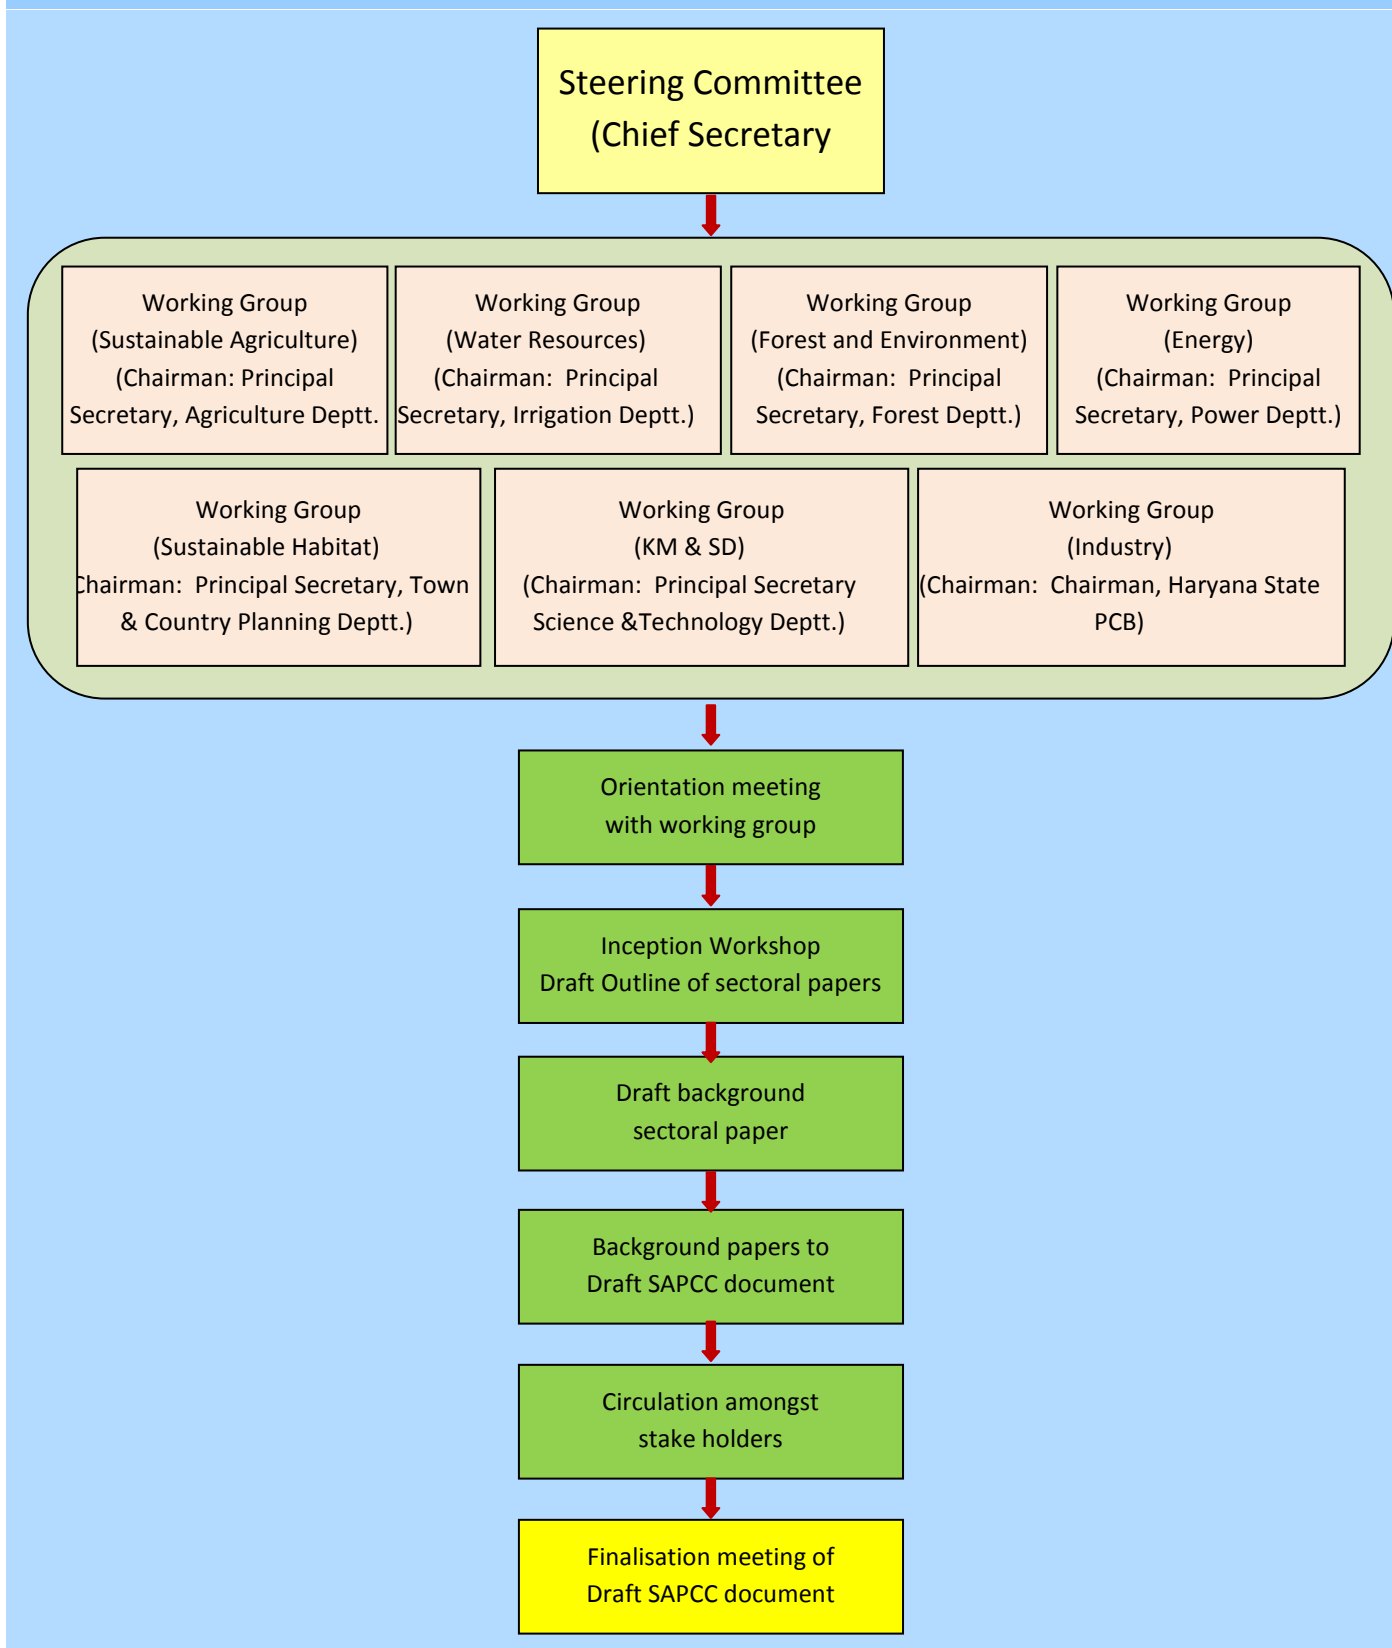 Steering Committee
(Chief Secretary
Working Group
(Sustainable Agriculture)
(Chairman: Principal
Secretary, Agriculture Deptt.
Working Group
(Water Resources)
(Chairman:  Principal
Secretary, Irrigation Deptt.)
Working Group
(Forest and Environment)
(Chairman:  Principal
Secretary, Forest Deptt.)
Working Group
(Energy)
(Chairman:  Principal
Secretary, Power Deptt.)
Working Group
(Sustainable Habitat)
Chairman:  Principal Secretary, Town
& Country Planning Deptt.)
Working Group
(KM & SD)
(Chairman:  Principal Secretary
Science &Technology Deptt.)
Working Group
(Industry)
(Chairman:  Chairman, Haryana State
PCB)
Orientation meeting
with working group
Inception Workshop
Draft Outline of sectoral papers
Draft background
sectoral paper
Background papers to
Draft SAPCC document
Circulation amongst
stake holders
Finalisation meeting of
Draft SAPCC document